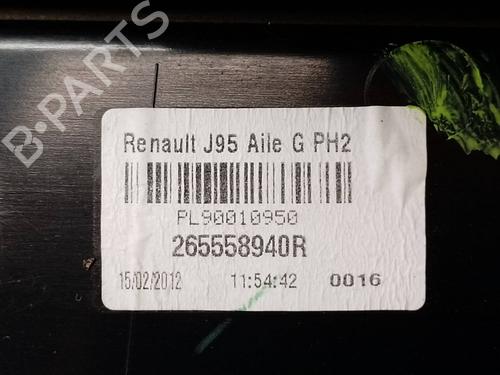 Renault J95 Aile G PH2
PL90010950
265558940R
15/02/2012 11:54:42 0016
B-PARTS